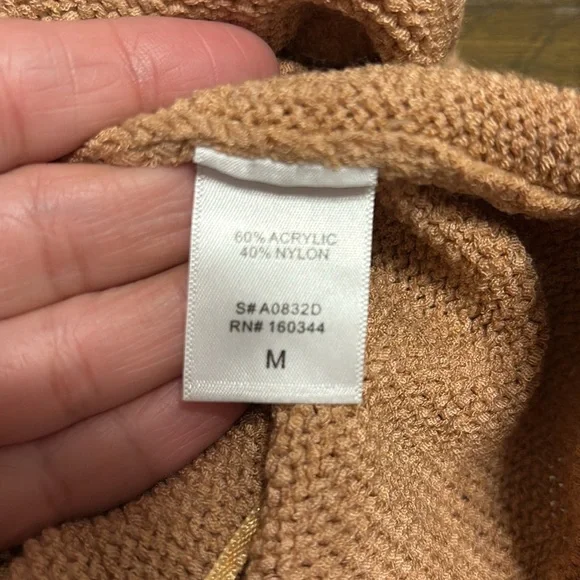 60% ACRYLIC
40% NYLON
S# A0832D
RN# 160344
M